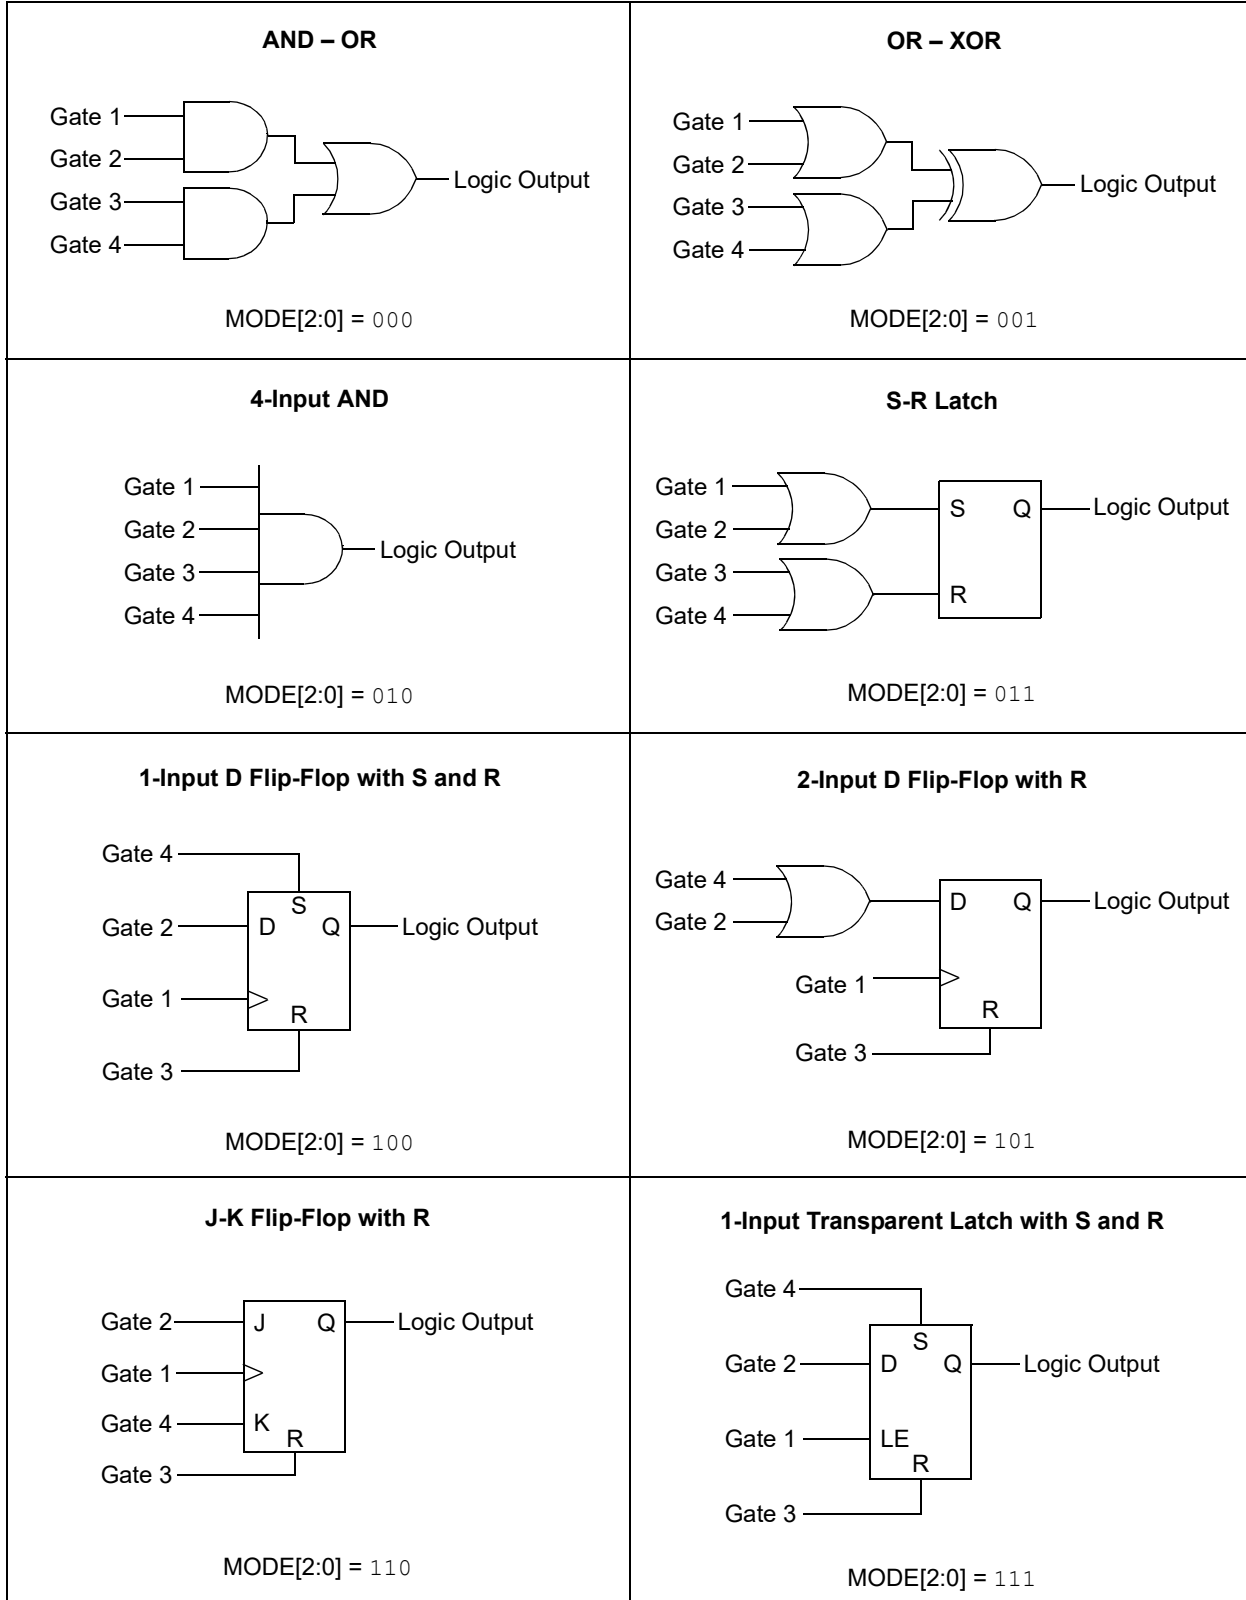 AND – OR
Gate 1
Gate 2
Gate 3
Gate 4
Logic Output
MODE[2:0] = 000
OR – XOR
Gate 1
Gate 2
Gate 3
Gate 4
Logic Output
MODE[2:0] = 001
4-Input AND
Gate 1
Gate 2
Gate 3
Gate 4
Logic Output
MODE[2:0] = 010
S-R Latch
Gate 1
Gate 2
Gate 3
Gate 4
S Q
R
Logic Output
MODE[2:0] = 011
1-Input D Flip-Flop with S and R
Gate 4
S
Gate 2
D Q
Logic Output
Gate 1
R
Gate 3
MODE[2:0] = 100
2-Input D Flip-Flop with R
Gate 4
Gate 2
D Q
Logic Output
Gate 1
R
Gate 3
MODE[2:0] = 101
J-K Flip-Flop with R
Gate 2
J Q
Logic Output
Gate 1
Gate 4
K
R
Gate 3
MODE[2:0] = 110
1-Input Transparent Latch with S and R
Gate 4
S
Gate 2
D Q
Logic Output
Gate 1
LE
R
Gate 3
MODE[2:0] = 111